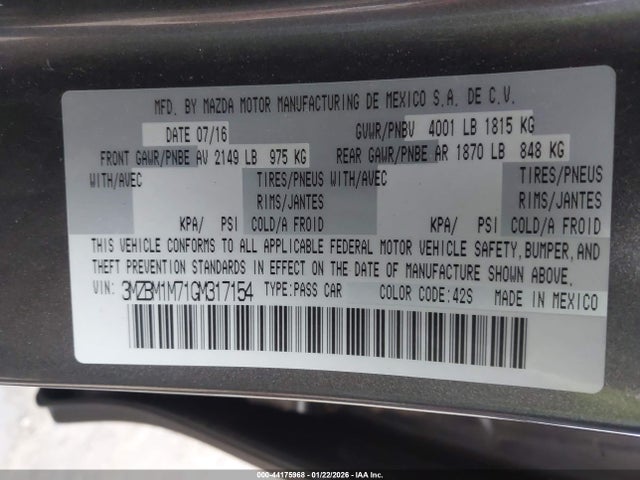 MFD. BY MAZDA MOTOR MANUFACTURING DE MEXICO S.A. DE C.V.
DATE 07/16 GVWR/PNBV 4001 LB 1815 KG
FRONT GAWR/PNBE AV 2149 LB 975 KG REAR GAWR/PNBE AR 1870 LB 848 KG
WITH/AVEC TIRES/PNEUS WITH/AVEC TIRES/PNEUS
RIMS/JANTES RIMS/JANTES
KPA/ PSI COLD/A FROID KPA/ PSI COLD/A FROID
THIS VEHICLE CONFORMS TO ALL APPLICABLE FEDERAL MOTOR VEHICLE SAFETY, BUMPER, AND
THEFT PREVENTION STANDARDS IN EFFECT ON THE DATE OF MANUFACTURE SHOWN ABOVE.
VIN: 3MZBM1M71GM317154 TYPE:PASS CAR COLOR CODE:42S MADE IN MEXICO
000-44175968 - 01/22/2026 - IAA Inc.